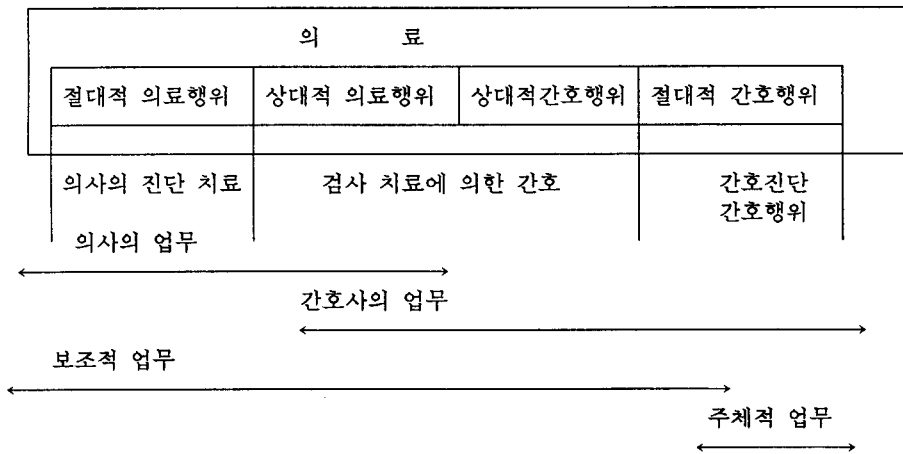 의 료
절대적 의료행위 상대적 의료행위 상대적간호행위 절대적 간호행위
의사의 진단 치료 검사 치료에 의한 간호 간호진단
간호행위
의사의 업무
간호사의 업무
보조적 업무
주체적 업무